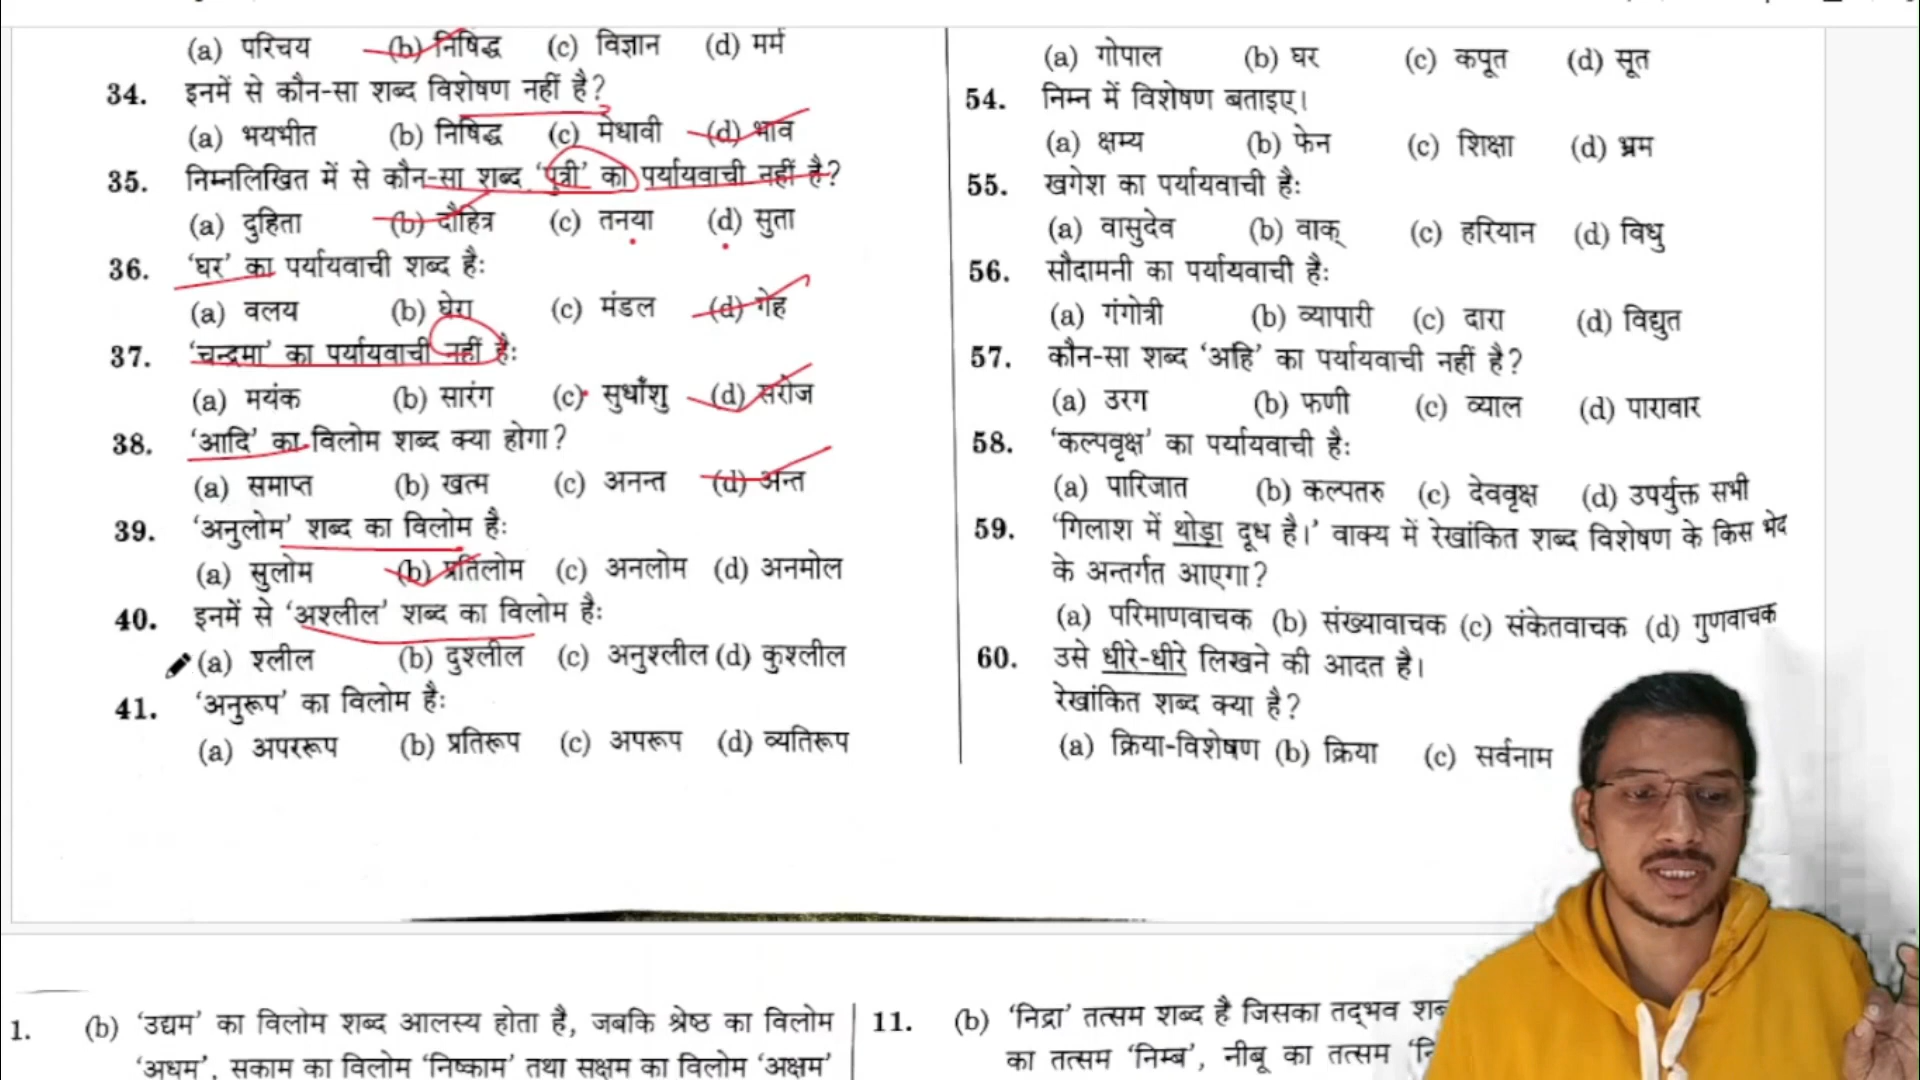 (a) परिचय (b) निषिद्ध (c) विज्ञान (d) मर्म
34. इनमें से कौन-सा शब्द विशेषण नहीं है?
(a) भयभीत (b) निषिद्ध (c) मेधावी (d) भाव
35. निम्नलिखित में से कौन-सा शब्द 'पुत्री' का पर्यायवाची नहीं है?
(a) दुहिता (b) दौहित्र (c) तनया (d) सुता
36. 'घर' का पर्यायवाची शब्द हैः
(a) वलय (b) घेरा (c) मंडल (d) गेह
37. 'चन्द्रमा' का पर्यायवाची नहीं हैः
(a) मयंक (b) सारंग (c) सुधाँशु (d) सरोज
38. 'आदि' का विलोम शब्द क्या होगा?
(a) समाप्त (b) खत्म (c) अनन्त (d) अन्त
39. 'अनुलोम' शब्द का विलोम हैः
(a) सुलोम (b) प्रतिलोम (c) अनलोम (d) अनमोल
40. इनमें से 'अश्लील' शब्द का विलोम हैः
(a) श्लील (b) दुश्लील (c) अनुश्लील (d) कुश्लील
41. 'अनुरूप' का विलोम हैः
(a) अपररूप (b) प्रतिरूप (c) अपरूप (d) व्यतिरूप
(a) गोपाल (b) घर (c) कपूत (d) सूत
54. निम्न में विशेषण बताइए।
(a) क्षम्य (b) फेन (c) शिक्षा (d) भ्रम
55. खगेश का पर्यायवाची हैः
(a) वासुदेव (b) वाक् (c) हरियान (d) विधु
56. सौदामनी का पर्यायवाची हैः
(a) गंगोत्री (b) व्यापारी (c) दारा (d) विद्युत
57. कौन-सा शब्द 'अहि' का पर्यायवाची नहीं है?
(a) उरग (b) फणी (c) व्याल (d) पारावार
58. 'कल्पवृक्ष' का पर्यायवाची हैः
(a) पारिजात (b) कल्पतरु (c) देववृक्ष (d) उपर्युक्त सभी
59. 'गिलाश में थोड़ा दूध है।' वाक्य में रेखांकित शब्द विशेषण के किस भेद
के अन्तर्गत आएगा?
(a) परिमाणवाचक (b) संख्यावाचक (c) संकेतवाचक (d) गुणवाचक
60. उसे धीरे-धीरे लिखने की आदत है।
रेखांकित शब्द क्या है?
(a) क्रिया-विशेषण (b) क्रिया (c) सर्वनाम
1. (b) 'उद्यम' का विलोम शब्द आलस्य होता है, जबकि श्रेष्ठ का विलोम
'अधम', सकाम का विलोम 'निष्काम' तथा सक्षम का विलोम 'अक्षम'
11. (b) 'निद्रा' तत्सम शब्द है जिसका तद्भव
का तत्सम 'निम्ब', नीबू का तत्सम